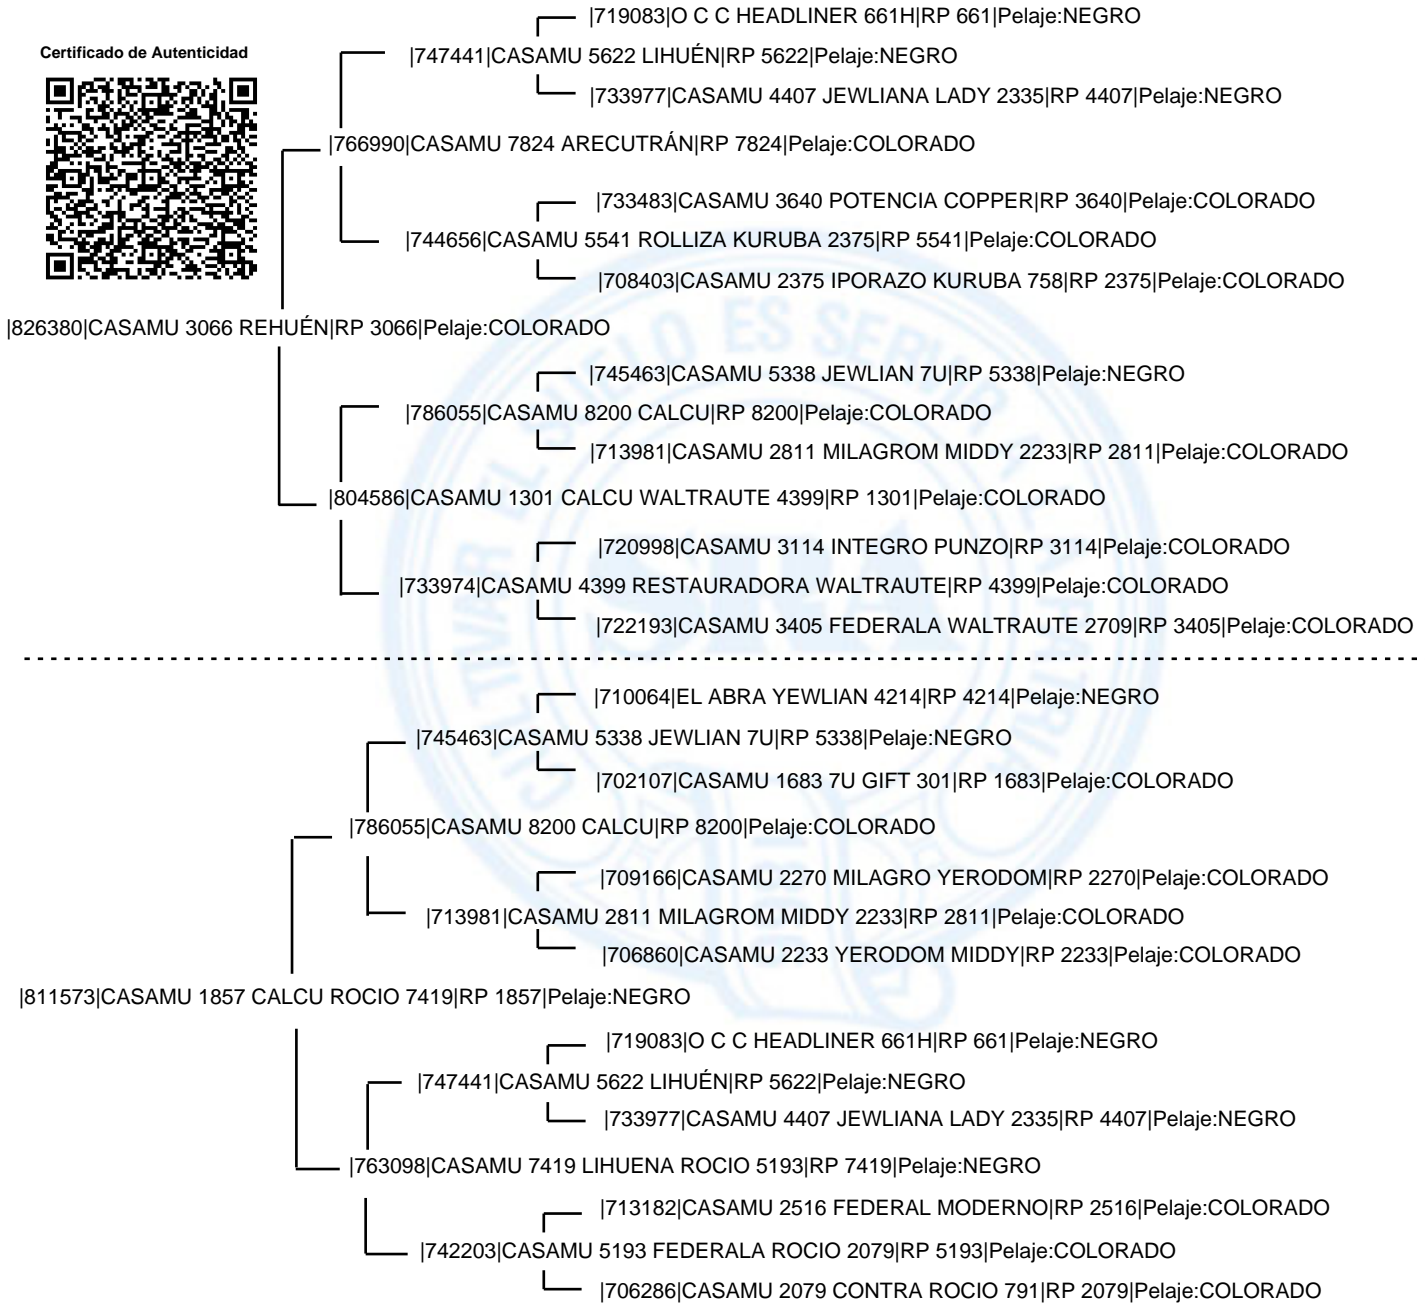 |719083|O C C HEADLINER 661H|RP 661|Pelaje:NEGRO
Certificado de Autenticidad
|747441|CASAMU 5622 LIHUÉN|RP 5622|Pelaje:NEGRO
|733977|CASAMU 4407 JEWLIANA LADY 2335|RP 4407|Pelaje:NEGRO
|766990|CASAMU 7824 ARECUTRÁN|RP 7824|Pelaje:COLORADO
|733483|CASAMU 3640 POTENCIA COPPER|RP 3640|Pelaje:COLORADO
|744656|CASAMU 5541 ROLLIZA KURUBA 2375|RP 5541|Pelaje:COLORADO
|708403|CASAMU 2375 IPORAZO KURUBA 758|RP 2375|Pelaje:COLORADO
|826380|CASAMU 3066 REHUÉN|RP 3066|Pelaje:COLORADO
|745463|CASAMU 5338 JEWLIAN 7U|RP 5338|Pelaje:NEGRO
|786055|CASAMU 8200 CALCU|RP 8200|Pelaje:COLORADO
|713981|CASAMU 2811 MILAGROM MIDDY 2233|RP 2811|Pelaje:COLORADO
|804586|CASAMU 1301 CALCU WALTRAUTE 4399|RP 1301|Pelaje:COLORADO
|720998|CASAMU 3114 INTEGRO PUNZO|RP 3114|Pelaje:COLORADO
|733974|CASAMU 4399 RESTAURADORA WALTRAUTE|RP 4399|Pelaje:COLORADO
|722193|CASAMU 3405 FEDERALA WALTRAUTE 2709|RP 3405|Pelaje:COLORADO
|710064|EL ABRA YEWLIAN 4214|RP 4214|Pelaje:NEGRO
|745463|CASAMU 5338 JEWLIAN 7U|RP 5338|Pelaje:NEGRO
|702107|CASAMU 1683 7U GIFT 301|RP 1683|Pelaje:COLORADO
|786055|CASAMU 8200 CALCU|RP 8200|Pelaje:COLORADO
|709166|CASAMU 2270 MILAGRO YERODOM|RP 2270|Pelaje:COLORADO
|713981|CASAMU 2811 MILAGROM MIDDY 2233|RP 2811|Pelaje:COLORADO
|706860|CASAMU 2233 YERODOM MIDDY|RP 2233|Pelaje:COLORADO
|811573|CASAMU 1857 CALCU ROCIO 7419|RP 1857|Pelaje:NEGRO
|719083|O C C HEADLINER 661H|RP 661|Pelaje:NEGRO
|747441|CASAMU 5622 LIHUÉN|RP 5622|Pelaje:NEGRO
|733977|CASAMU 4407 JEWLIANA LADY 2335|RP 4407|Pelaje:NEGRO
|763098|CASAMU 7419 LIHUENA ROCIO 5193|RP 7419|Pelaje:NEGRO
|713182|CASAMU 2516 FEDERAL MODERNO|RP 2516|Pelaje:COLORADO
|742203|CASAMU 5193 FEDERALA ROCIO 2079|RP 5193|Pelaje:COLORADO
|706286|CASAMU 2079 CONTRA ROCIO 791|RP 2079|Pelaje:COLORADO
CULTIVAR EL SUELO ES SERVIR A LA PATRIA
SRA